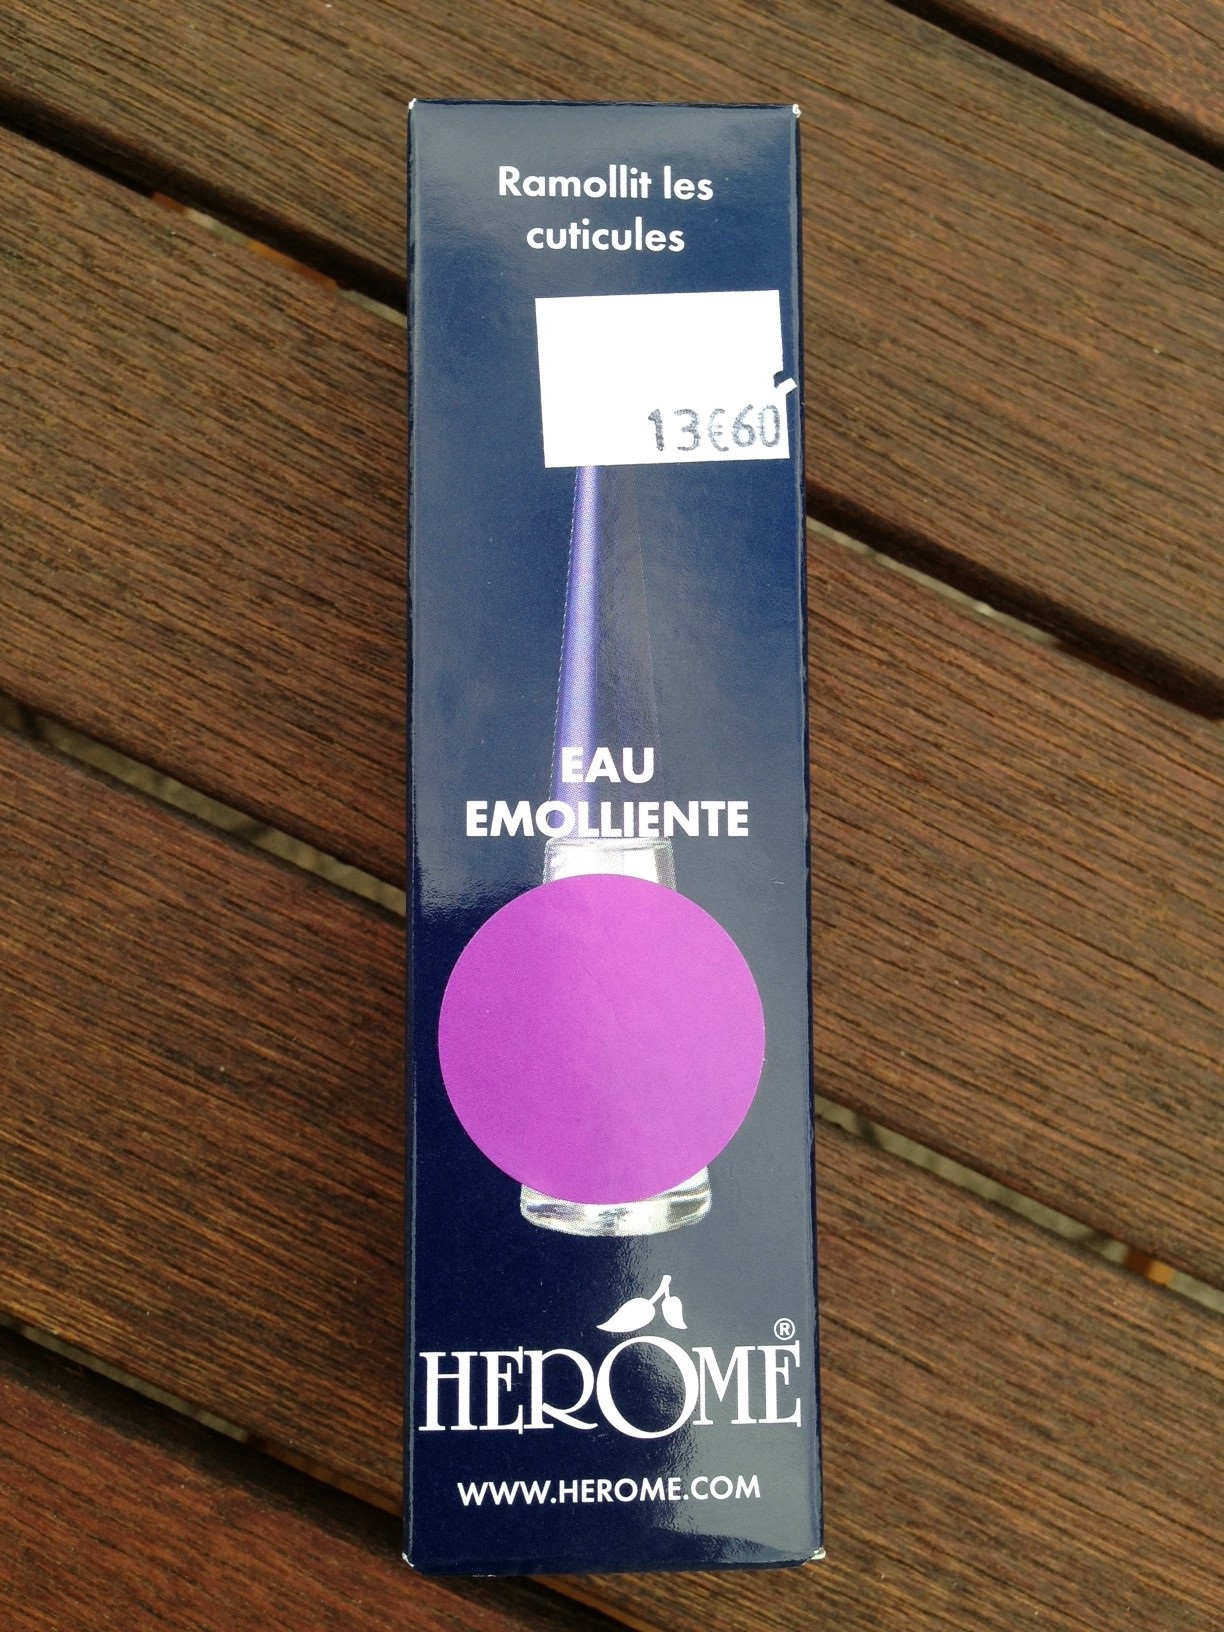 Ramollit les
cuticules
13€60
EAU
EMOLLIENTE
HERÔME®
WWW.HEROME.COM